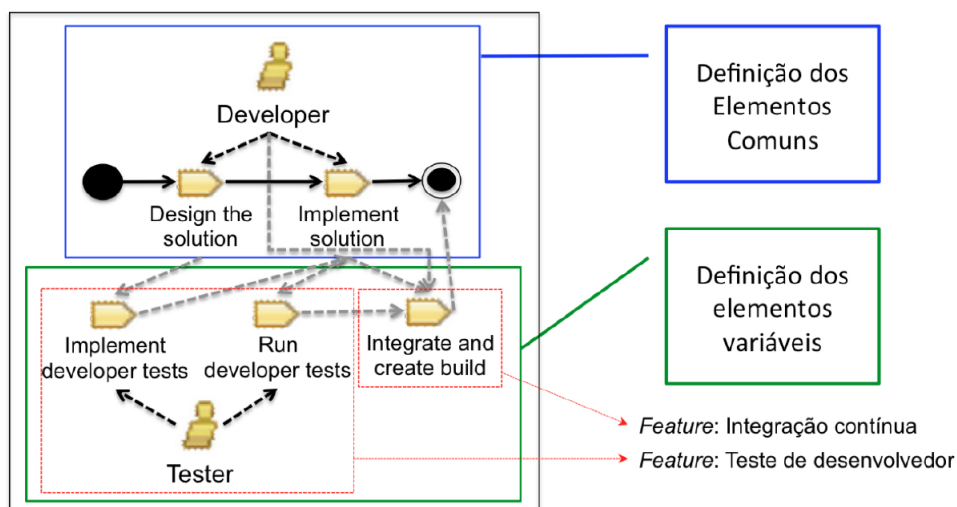 Developer
Design the
solution
Implement
solution
Implement
developer tests
Run
developer tests
Integrate and
create build
Tester
Definição dos
Elementos
Comuns
Definição dos
elementos
variáveis
Feature: Integração contínua
Feature: Teste de desenvolvedor